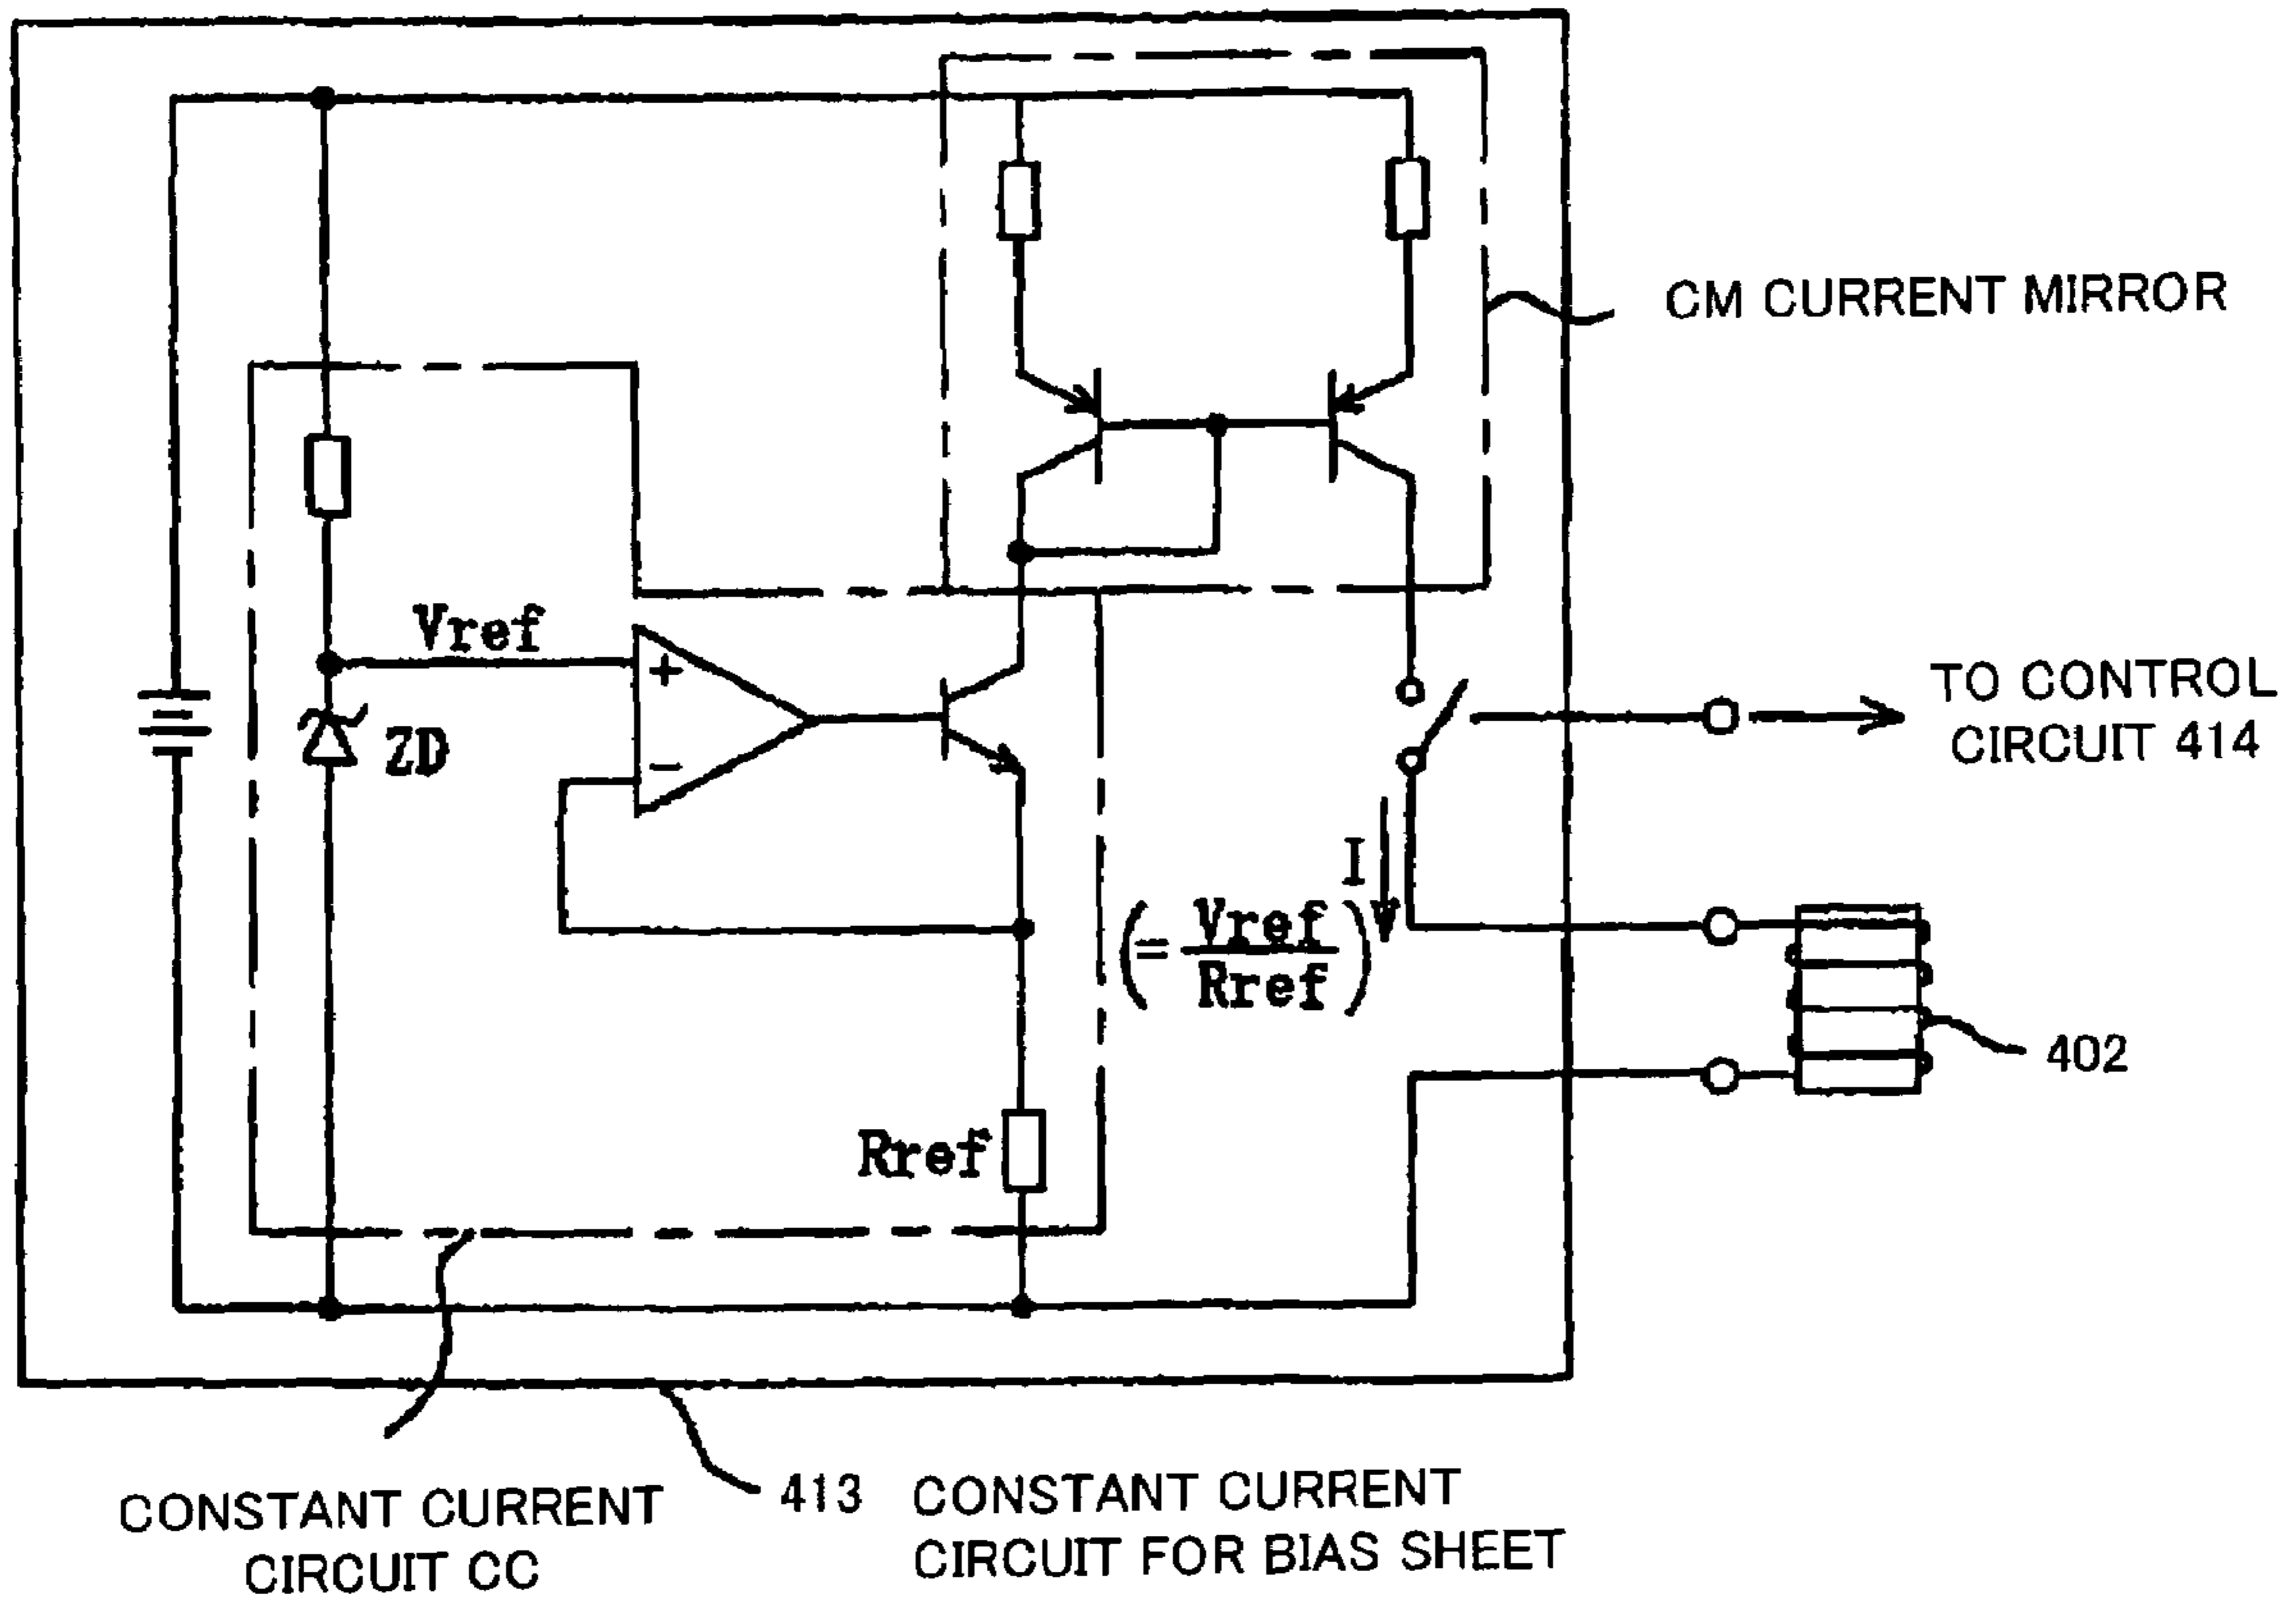 CM CURRENT MIRROR
Vref
+
−
ZD
TO CONTROL
CIRCUIT 414
I
(= Vref
Rref )
402
Rref
CONSTANT CURRENT
CIRCUIT CC
413 CONSTANT CURRENT
CIRCUIT FOR BIAS SHEET